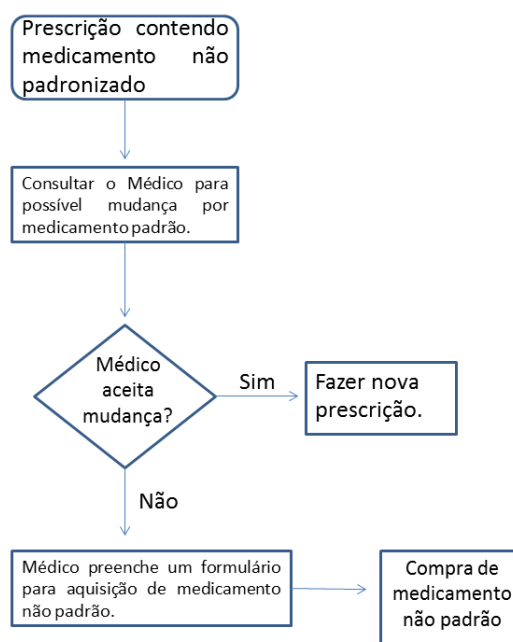 Prescrição contendo
medicamento não
padronizado
Consultar o Médico para
possível mudança por
medicamento padrão.
Médico
aceita
mudança?
Sim
Fazer nova
prescrição.
Não
Médico preenche um formulário
para aquisição de medicamento
não padrão.
Compra de
medicamento
não padrão